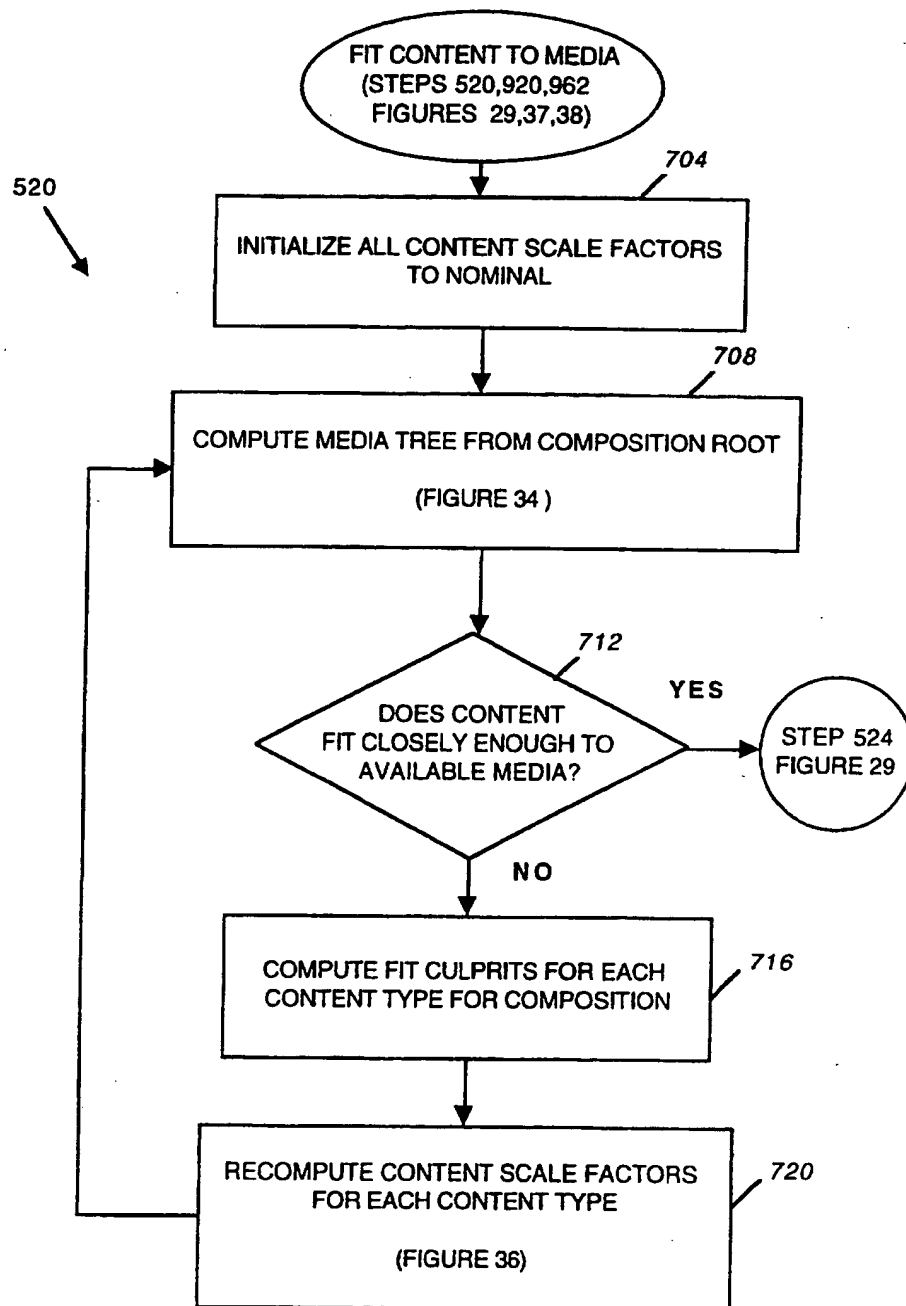 FIT CONTENT TO MEDIA
(STEPS 520,920,962
FIGURES 29,37,38)
520
704
INITIALIZE ALL CONTENT SCALE FACTORS
TO NOMINAL
708
COMPUTE MEDIA TREE FROM COMPOSITION ROOT
(FIGURE 34 )
712
DOES CONTENT
FIT CLOSELY ENOUGH TO
AVAILABLE MEDIA?
YES
STEP 524
FIGURE 29
NO
COMPUTE FIT CULPRITS FOR EACH
CONTENT TYPE FOR COMPOSITION
716
RECOMPUTE CONTENT SCALE FACTORS
FOR EACH CONTENT TYPE
(FIGURE 36)
720